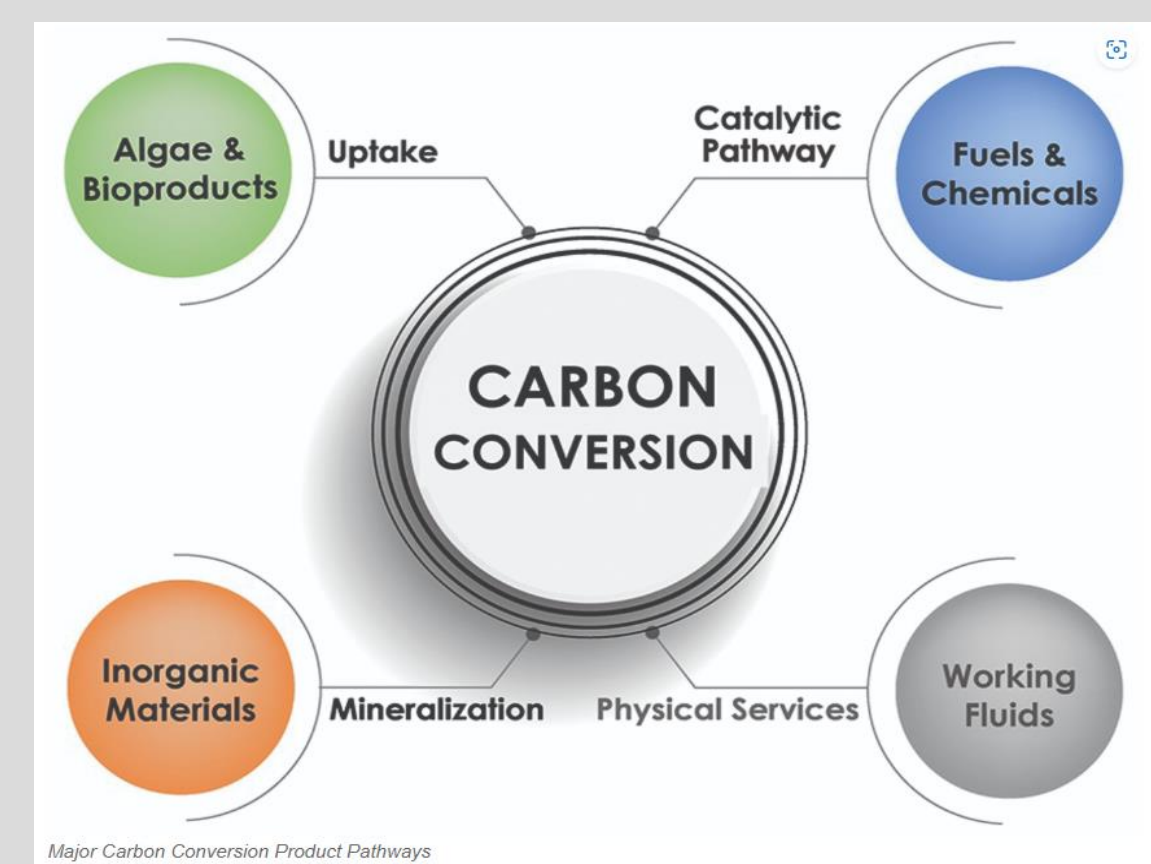 Algae &
Bioproducts
Uptake
Catalytic
Pathway
Fuels &
Chemicals
CARBON
CONVERSION
Inorganic
Materials
Mineralization
Physical Services
Working
Fluids
Major Carbon Conversion Product Pathways